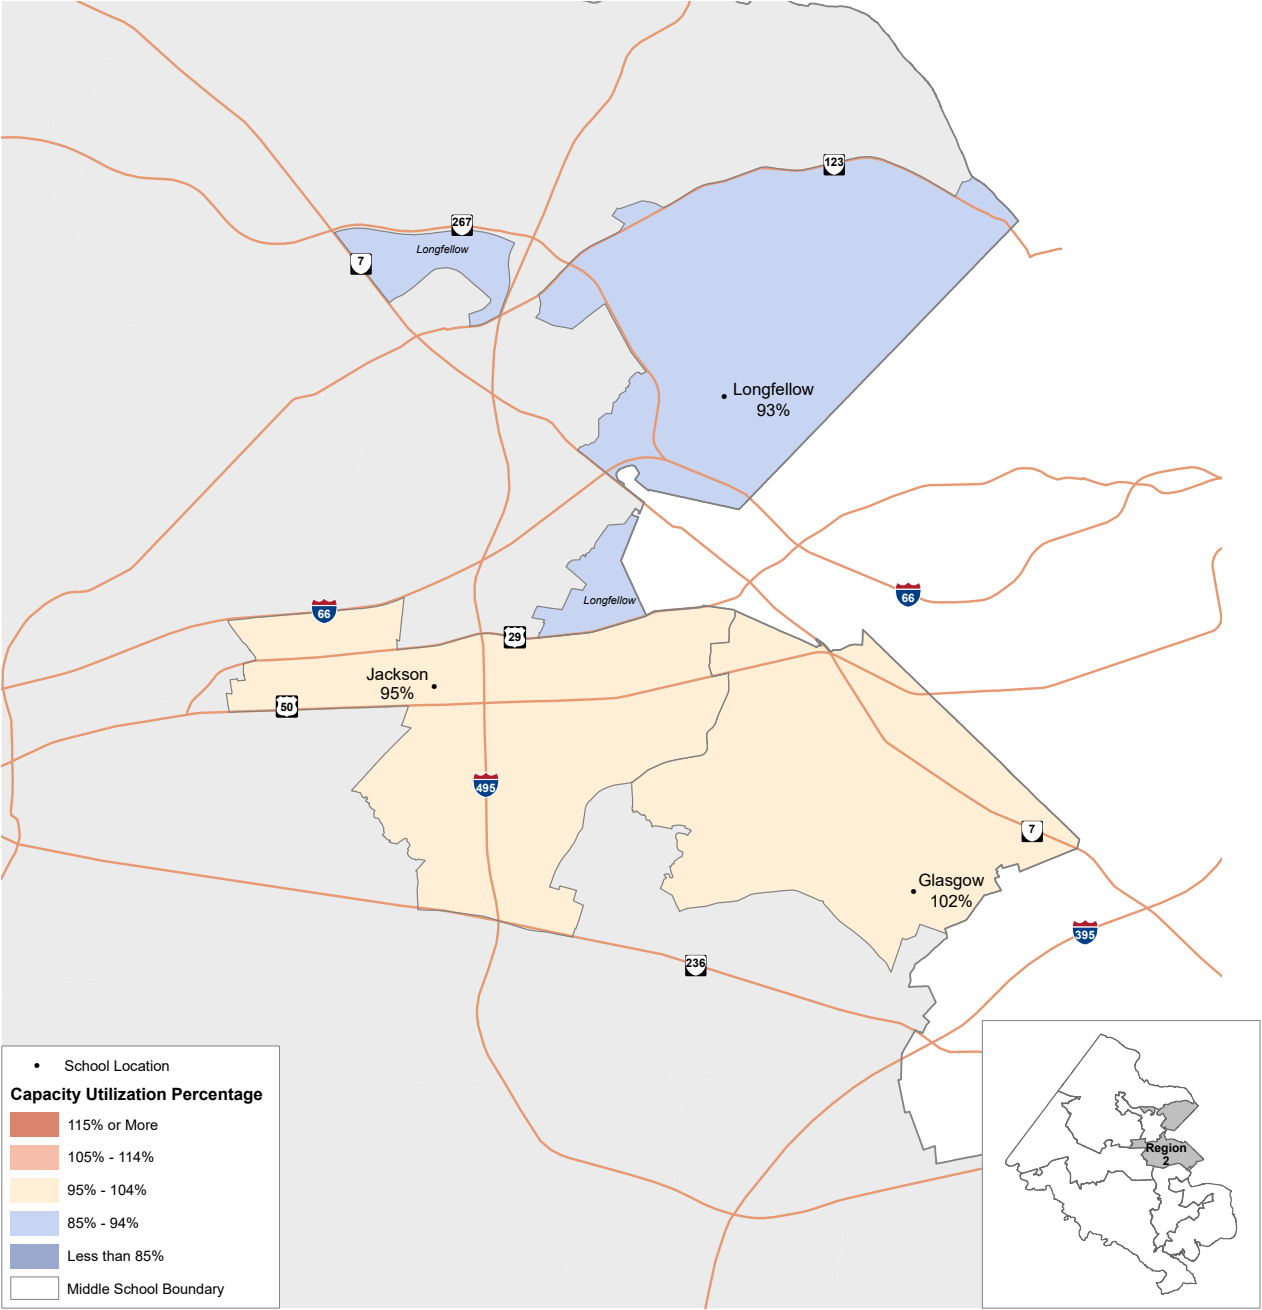 123
267
Longfellow
7
Longfellow
93%
66
66
Longfellow
29
Jackson
95%
50
495
7
Glasgow
102%
395
236
School Location
Capacity Utilization Percentage
115% or More
105% - 114%
95% - 104%
85% - 94%
Less than 85%
Middle School Boundary
Region
2